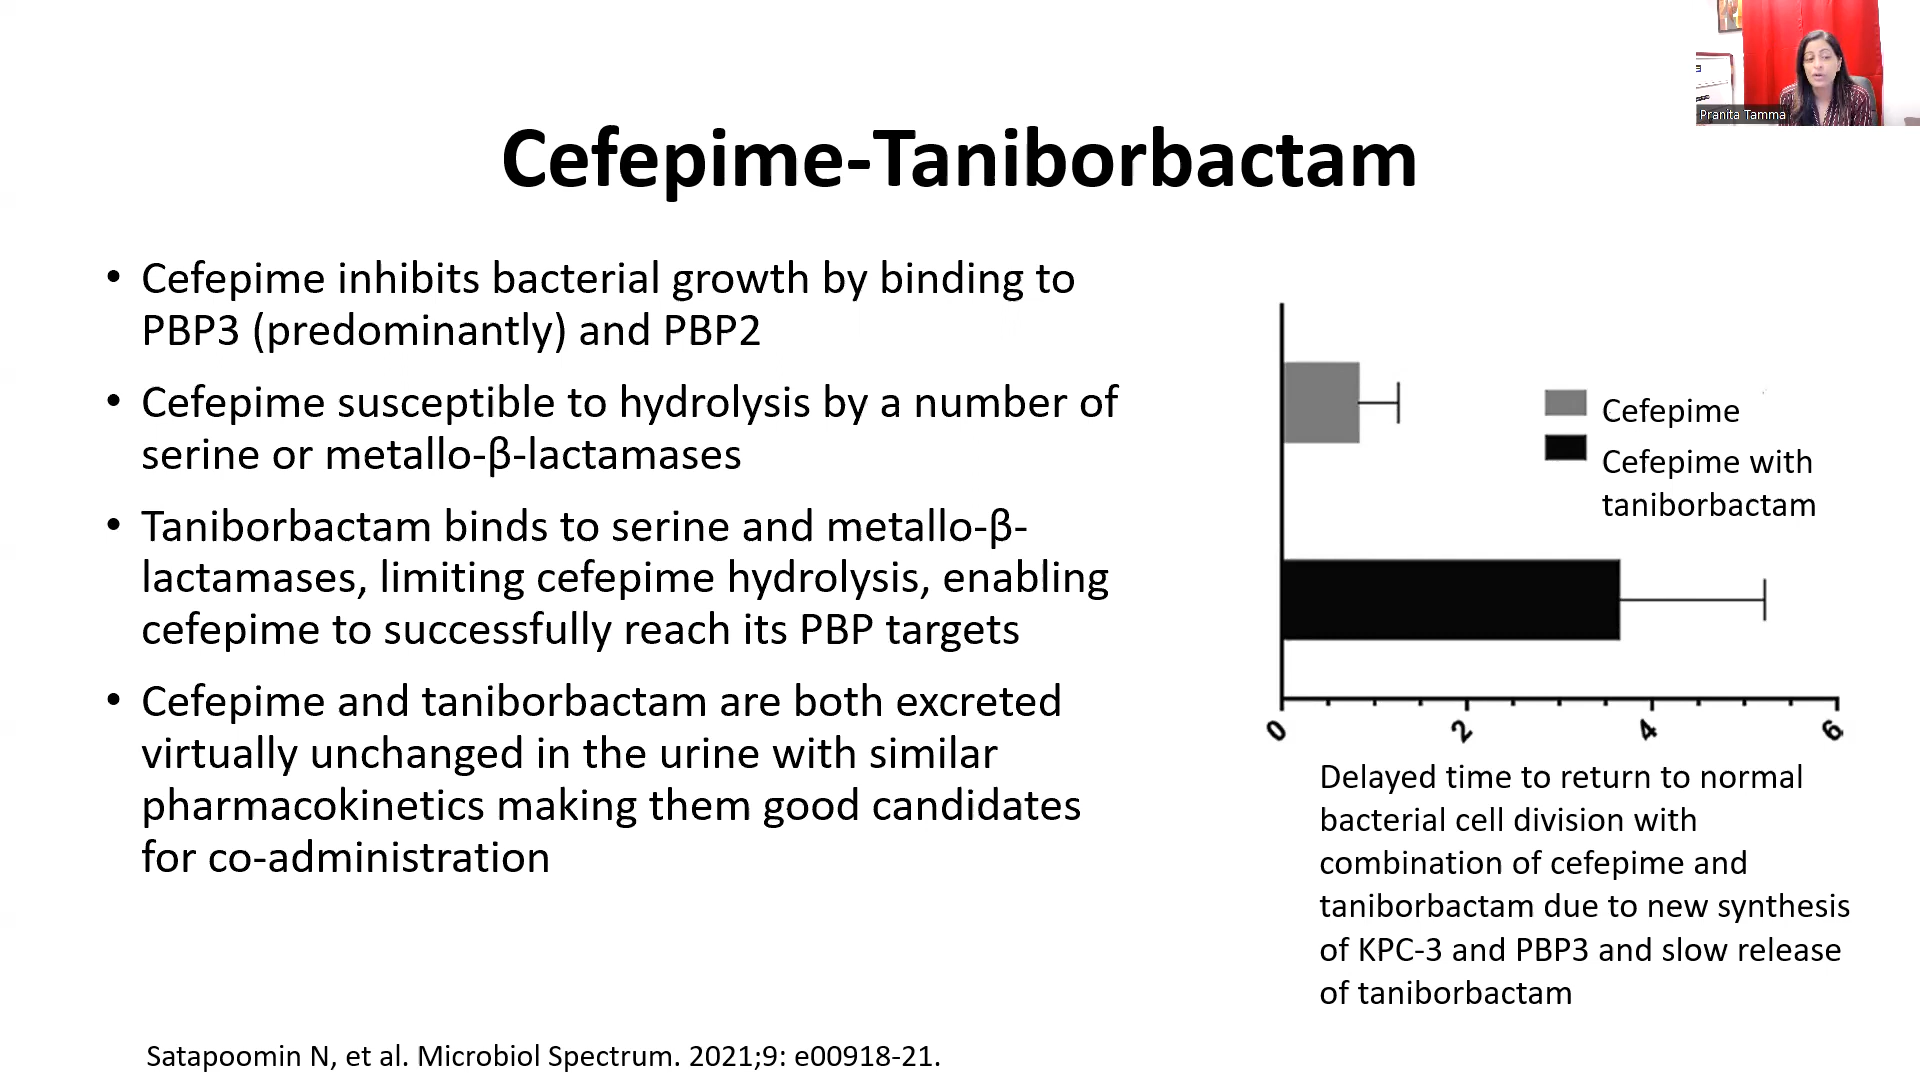 Pranita Tamma
Cefepime-Taniborbactam
• Cefepime inhibits bacterial growth by binding to
PBP3 (predominantly) and PBP2
• Cefepime susceptible to hydrolysis by a number of
serine or metallo-β-lactamases
• Taniborbactam binds to serine and metallo-β-
lactamases, limiting cefepime hydrolysis, enabling
cefepime to successfully reach its PBP targets
• Cefepime and taniborbactam are both excreted
virtually unchanged in the urine with similar
pharmacokinetics making them good candidates
for co-administration
Cefepime
Cefepime with
taniborbactam
0 2 4 6
Delayed time to return to normal
bacterial cell division with
combination of cefepime and
taniborbactam due to new synthesis
of KPC-3 and PBP3 and slow release
of taniborbactam
Satapoomin N, et al. Microbiol Spectrum. 2021;9: e00918-21.